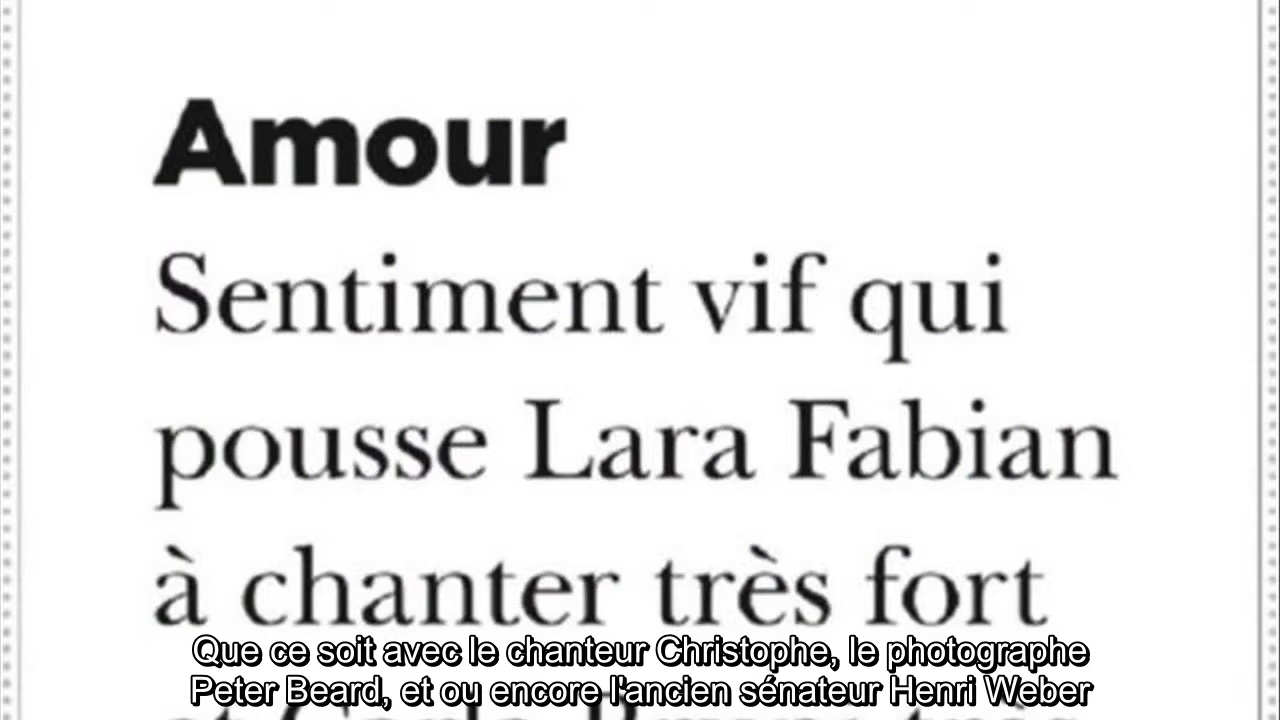 Amour
Sentiment vif qui
pousse Lara Fabian
à chanter très fort
Que ce soit avec le chanteur Christophe, le photographe
Peter Beard, et ou encore l'ancien sénateur Henri Weber